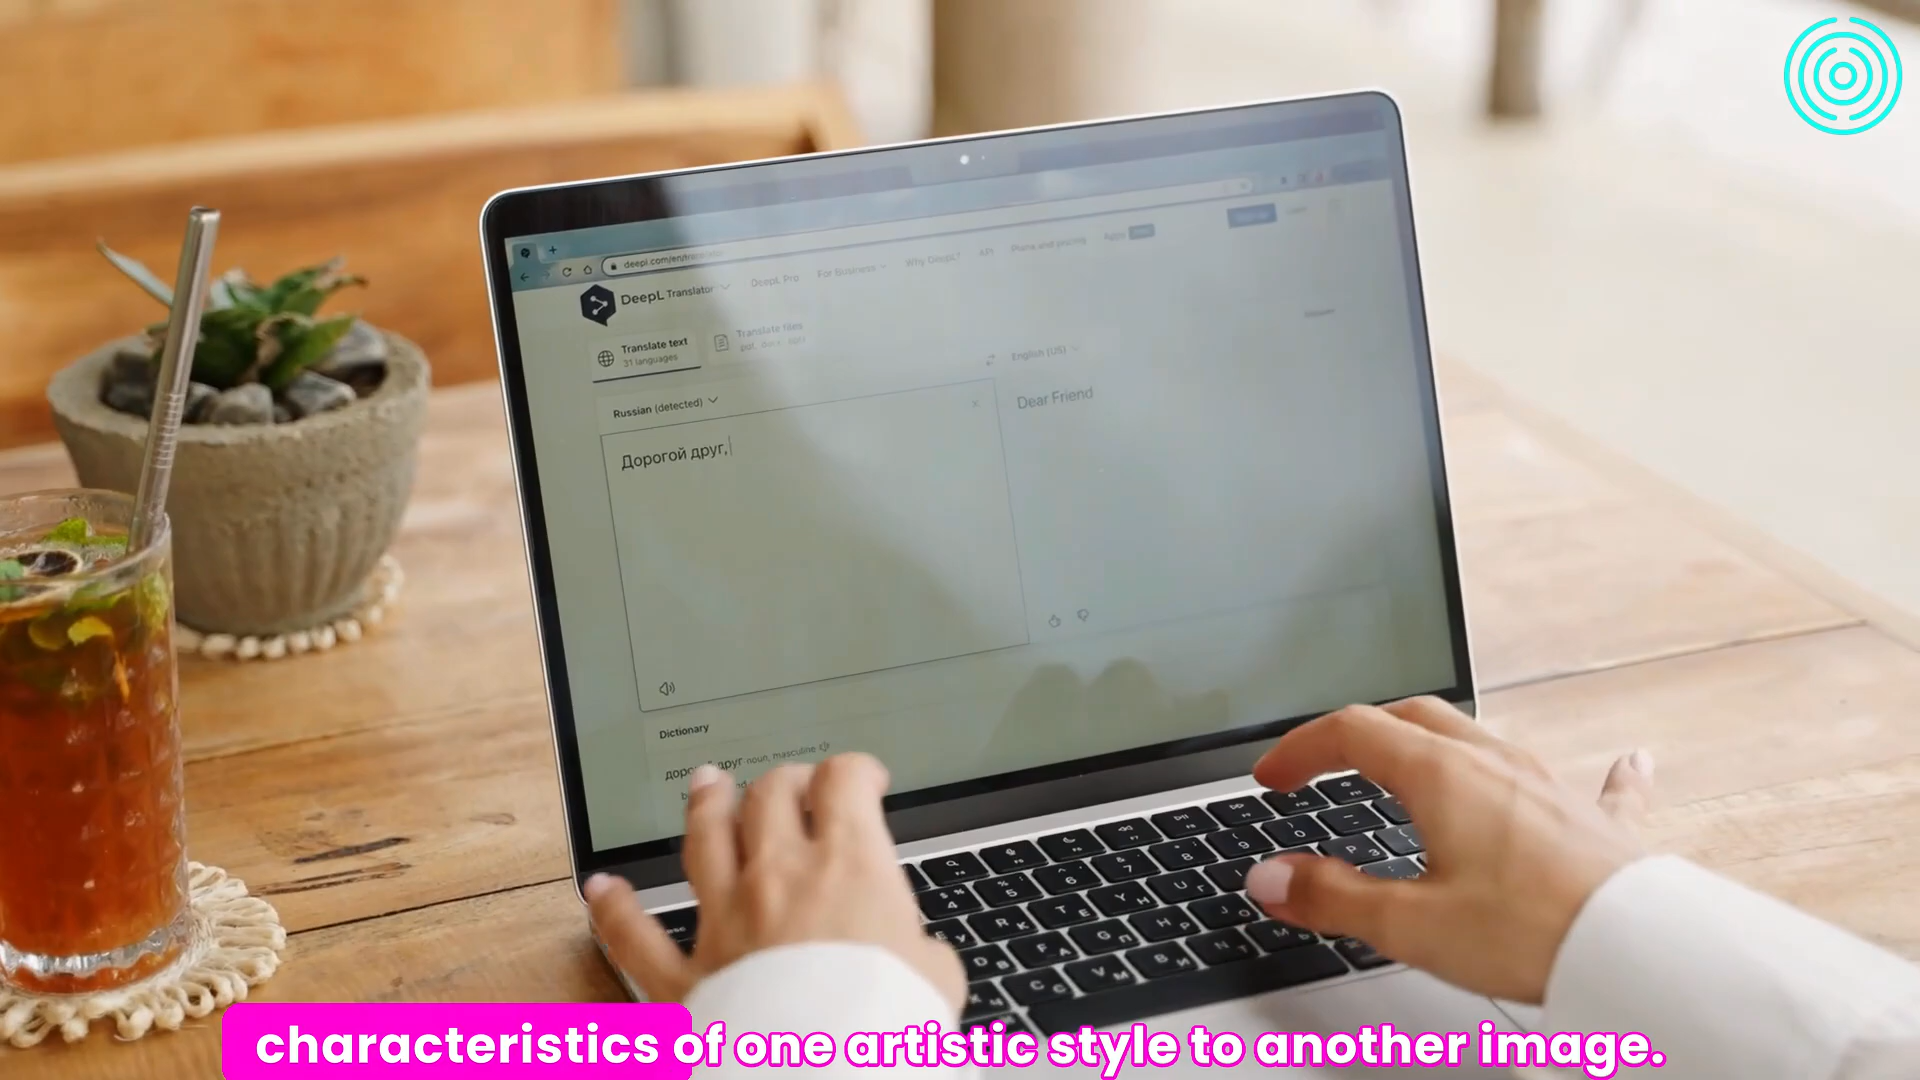 deepl.com/en/translator
DeepL Translator
DeepL Pro
For Business
Why DeepL?
API
Plans and pricing
Apps
Translate text
31 languages
Translate files
Russian (detected)
English (US)
Дорогой друг,
Dear Friend
Dictionary
друг noun, masculine
characteristics of one artistic style to another image.